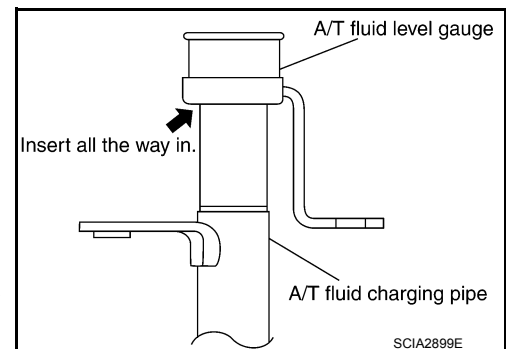 A/T fluid level gauge
Insert all the way in.
A/T fluid charging pipe
SCIA2899E